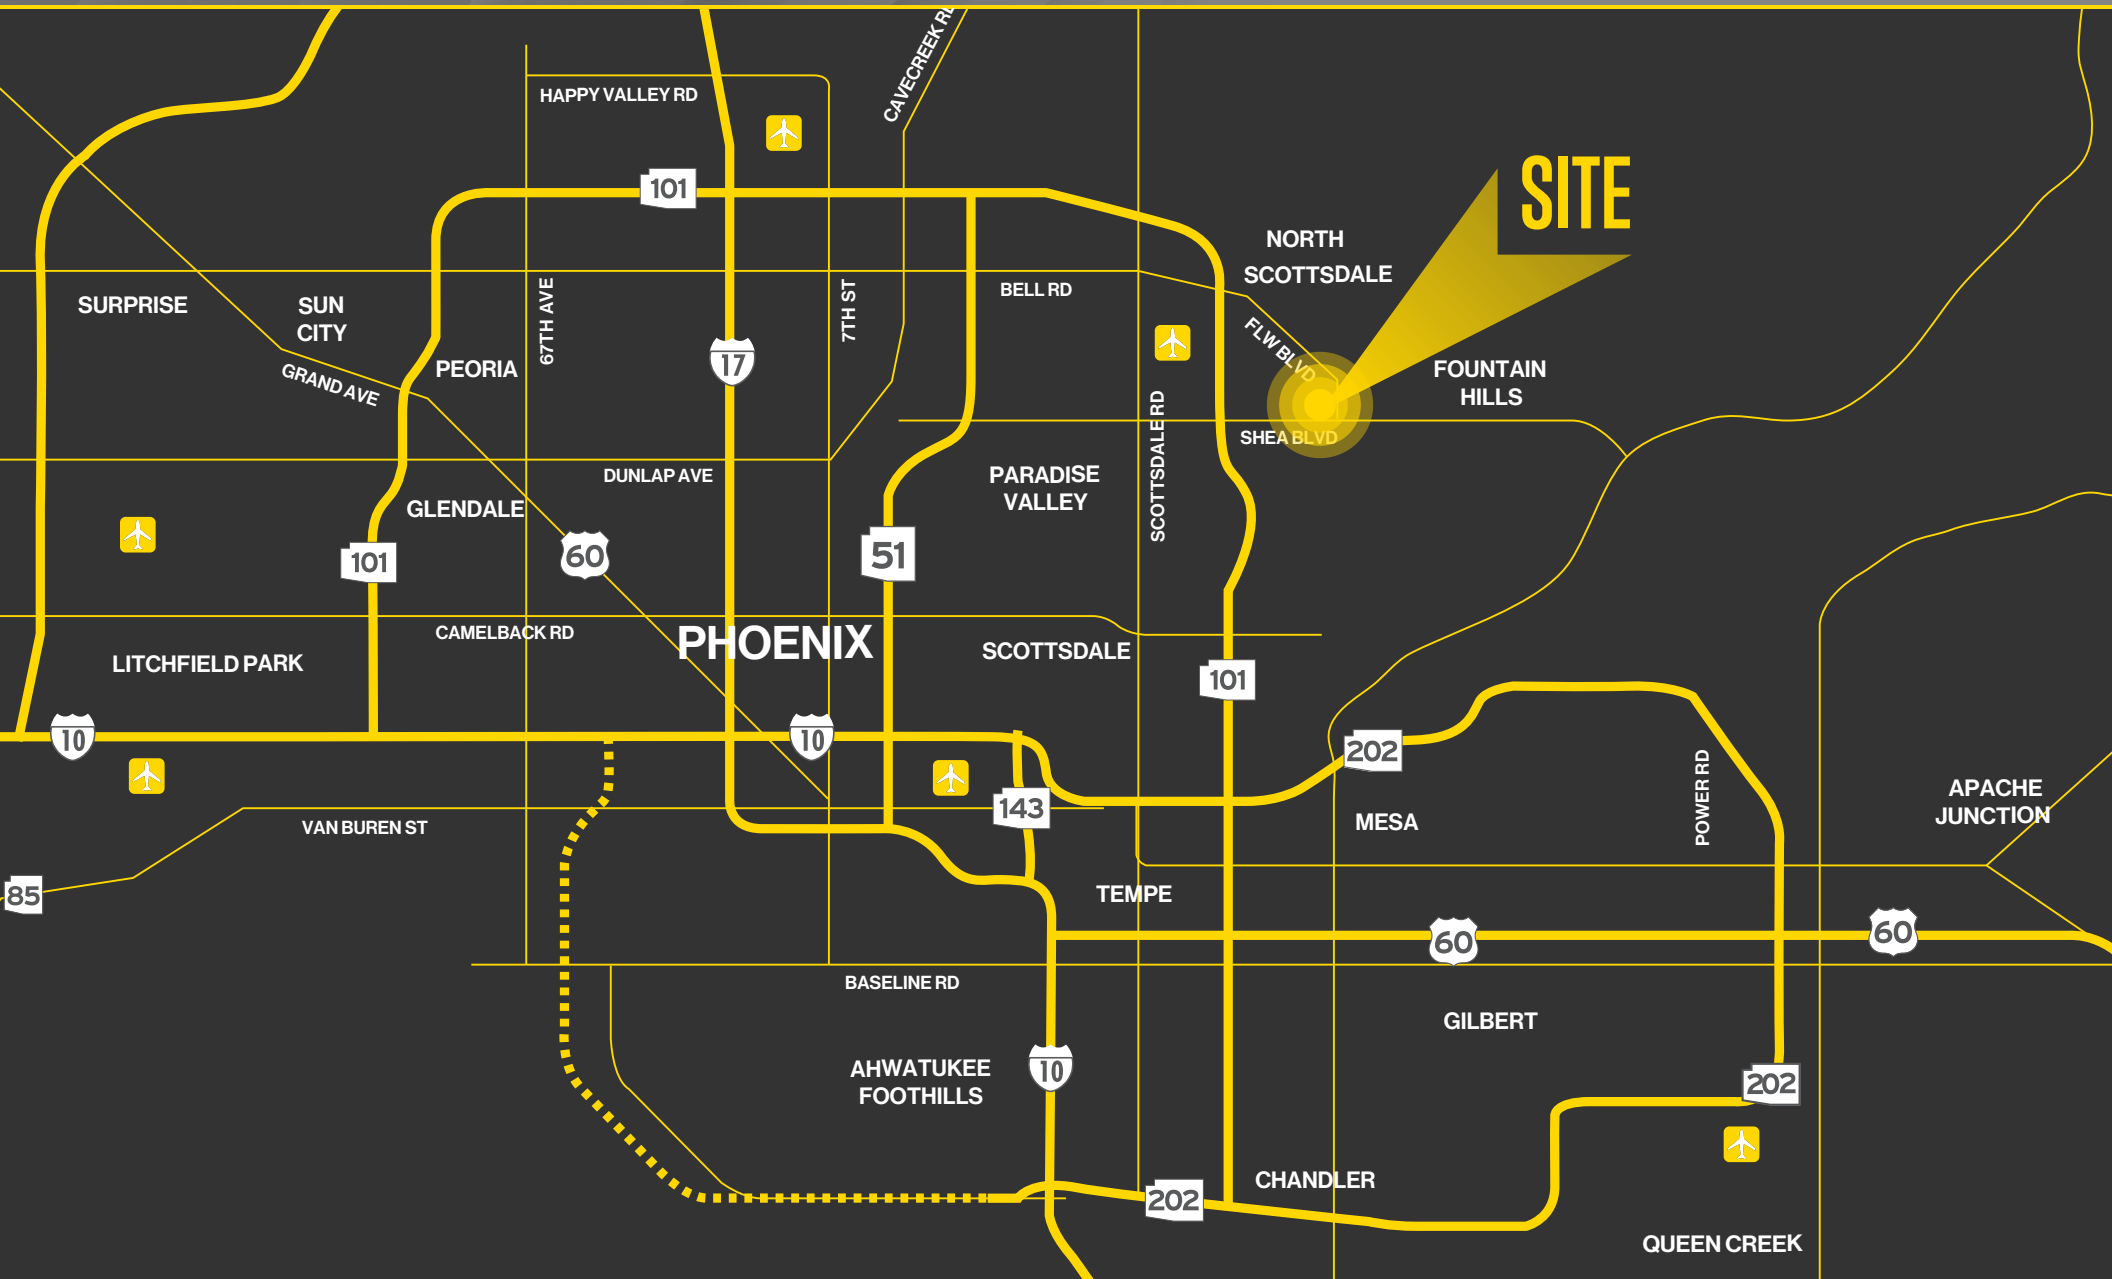 CAVECREEK RD
HAPPY VALLEY RD
101
SITE
NORTH
SCOTTSDALE
SURPRISE
SUN
CITY
67TH AVE
7TH ST
BELL RD
FLW BLVD
PEORIA
17
GRAND AVE
FOUNTAIN
HILLS
SCOTTSDALE RD
SHEA BLVD
DUNLAP AVE
PARADISE
VALLEY
GLENDALE
101
60
51
CAMELBACK RD
PHOENIX
SCOTTSDALE
LITCHFIELD PARK
101
10
10
202
POWER RD
APACHE
JUNCTION
143
MESA
VAN BUREN ST
85
TEMPE
60
60
BASELINE RD
GILBERT
AHWATUKEE
FOOTHILLS
10
202
CHANDLER
202
QUEEN CREEK